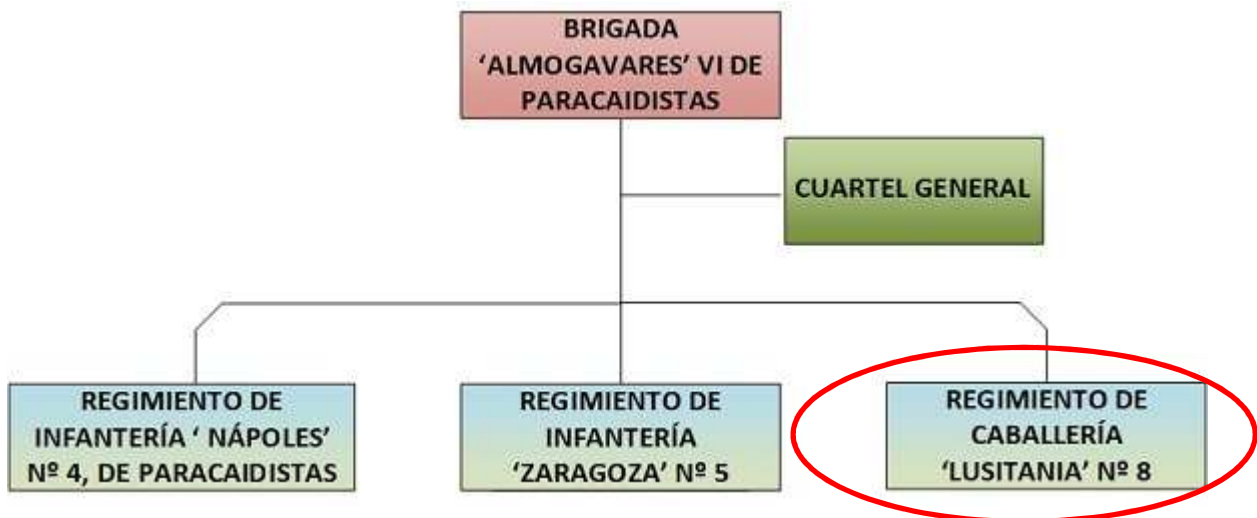 BRIGADA
‘ALMOGAVARES’ VI DE
PARACAIDISTAS
CUARTEL GENERAL
REGIMIENTO DE
INFANTERÍA ‘ NÁPOLES’
Nº 4, DE PARACAIDISTAS
REGIMIENTO DE
INFANTERÍA
‘ZARAGOZA’ Nº 5
REGIMIENTO DE
CABALLERÍA
‘LUSITANIA’ Nº 8